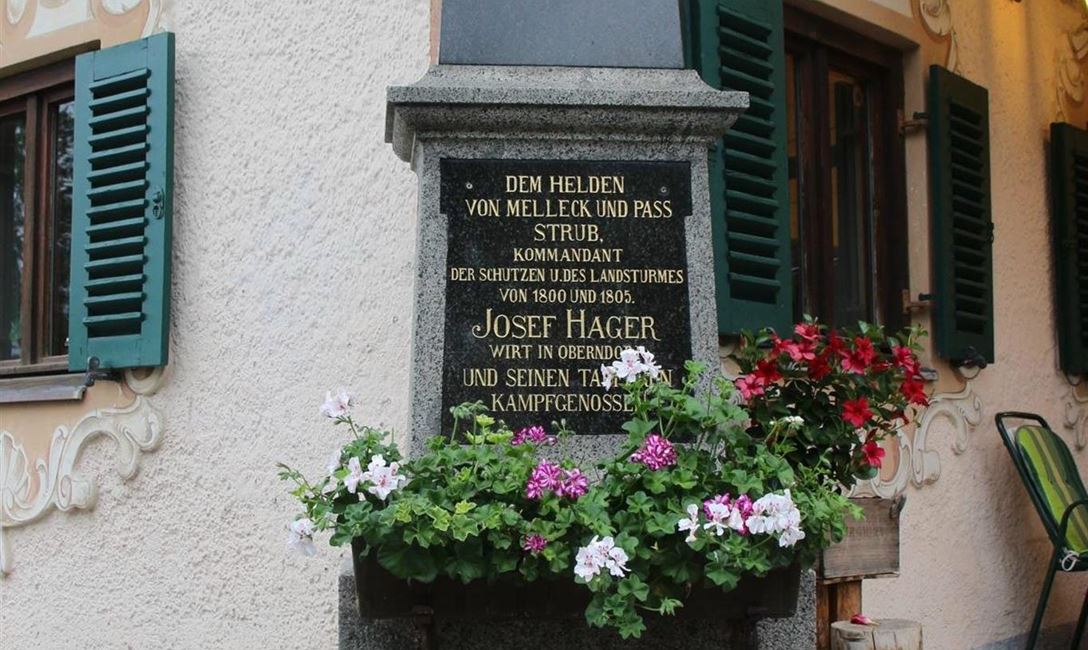 DEM HELDEN
VON MELLECK UND PASS
STRUB,
KOMMANDANT
DER SCHUTZEN U. DES LANDSTURMES
VON 1800 UND 1805.
JOSEF HAGER
WIRT IN
UND SEINEN